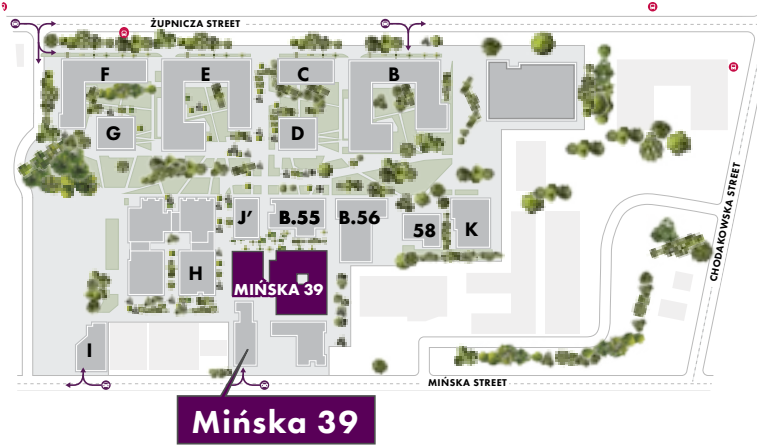 ŻUPNICZA STREET
F
E
C
B
G
D
CHODAKOWSKA STREET
J'
B.55
B.56
58
K
H
MIŃSKA 39
I
MIŃSKA STREET
Mińska 39